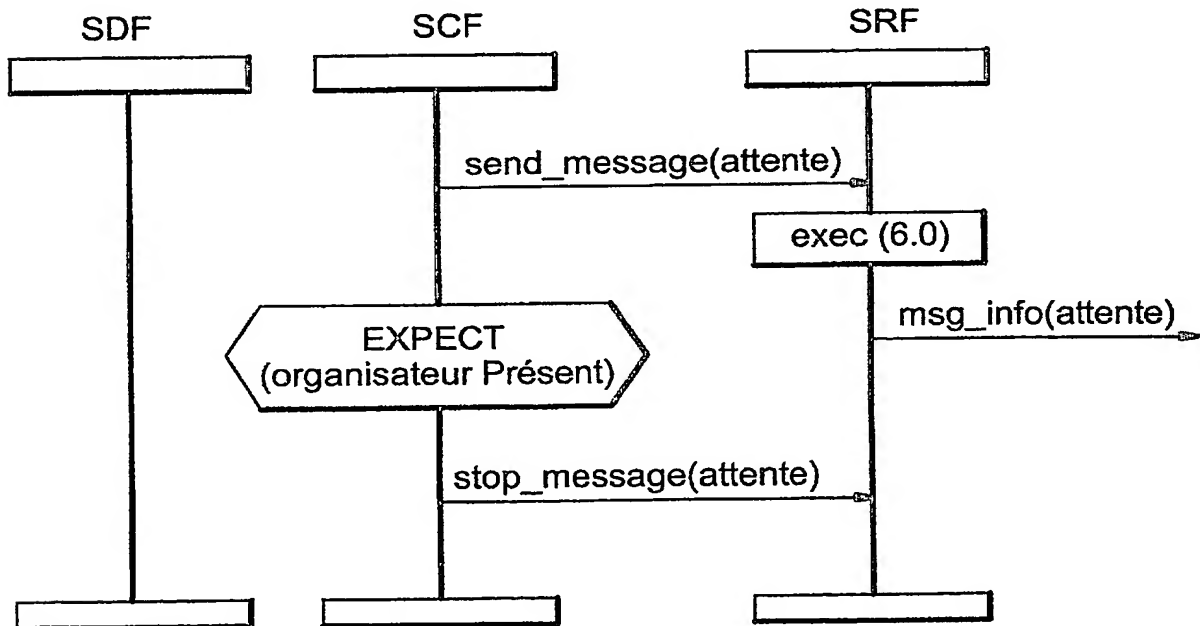 SDF
SCF
SRF
send_message(attente)
exec (6.0)
msg_info(attente)
EXPECT
(organisateur Présent)
stop_message(attente)